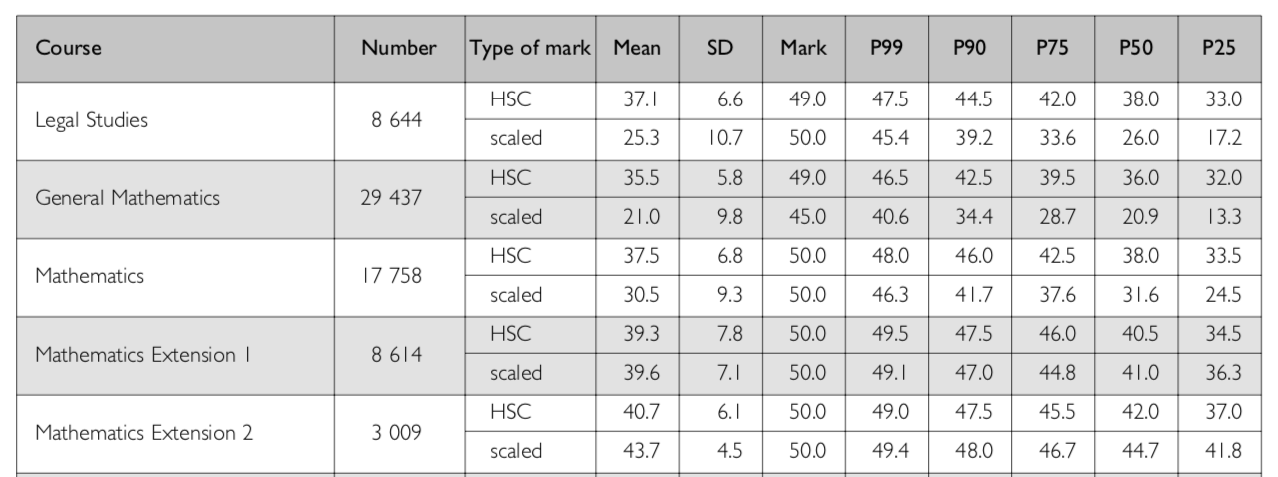 Course Number Type of mark Mean SD Mark P99 P90 P75 P50 P25
Legal Studies 8 644 HSC 37.1 6.6 49.0 47.5 44.5 42.0 38.0 33.0
scaled 25.3 10.7 50.0 45.4 39.2 33.6 26.0 17.2
General Mathematics 29 437 HSC 35.5 5.8 49.0 46.5 42.5 39.5 36.0 32.0
scaled 21.0 9.8 45.0 40.6 34.4 28.7 20.9 13.3
Mathematics 17 758 HSC 37.5 6.8 50.0 48.0 46.0 42.5 38.0 33.5
scaled 30.5 9.3 50.0 46.3 41.7 37.6 31.6 24.5
Mathematics Extension 1 8 614 HSC 39.3 7.8 50.0 49.5 47.5 46.0 40.5 34.5
scaled 39.6 7.1 50.0 49.1 47.0 44.8 41.0 36.3
Mathematics Extension 2 3 009 HSC 40.7 6.1 50.0 49.0 47.5 45.5 42.0 37.0
scaled 43.7 4.5 50.0 49.4 48.0 46.7 44.7 41.8